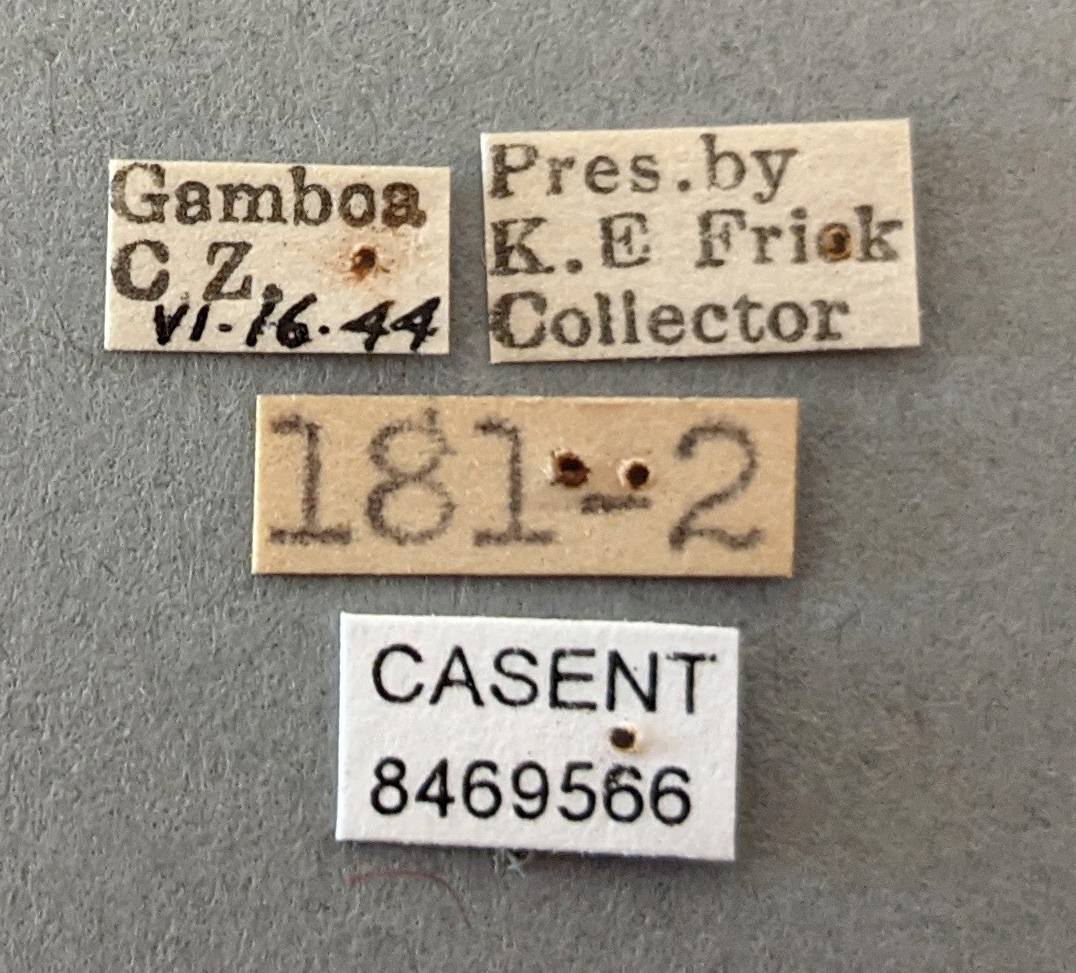 Gamboa
C.Z.
VI-16-44
Pres. by
K.E Frick
Collector
181-2
CASENT
8469566